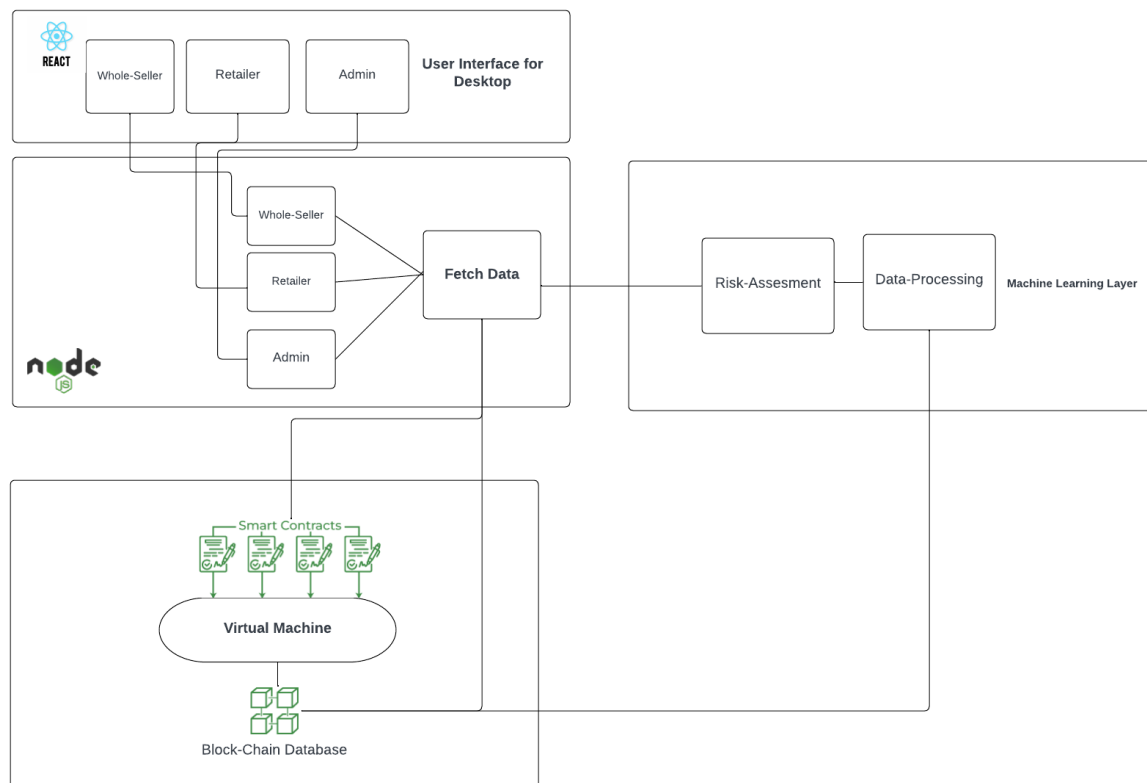 REACT
Whole-Seller
Retailer
Admin
User Interface for
Desktop
Whole-Seller
Retailer
Admin
Fetch Data
node
JS
Risk-Assesment
Data-Processing
Machine Learning Layer
Smart Contracts
Virtual Machine
Block-Chain Database